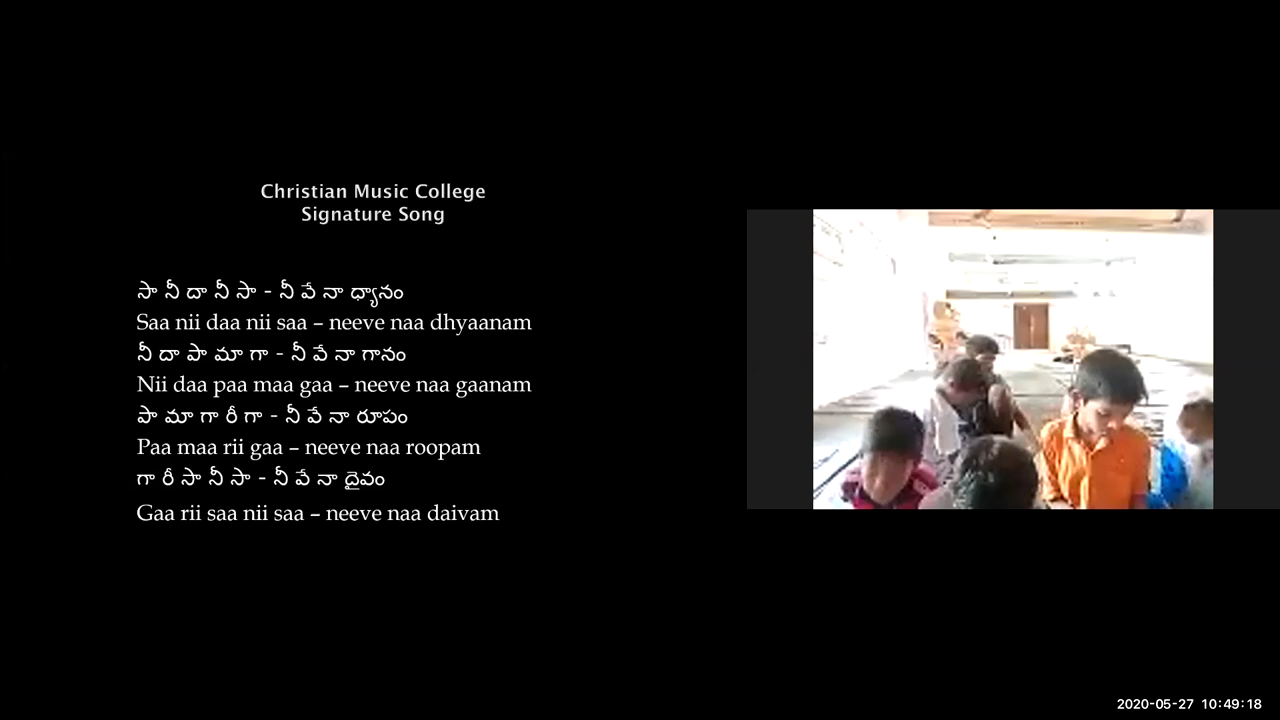 Christian Music College
Signature Song
సా నీ దా నీ సా - నీ వే నా ధ్యానం
Saa nii daa nii saa – neeve naa dhyaanam
నీ దా పా మా గా - నీ వే నా గానం
Nii daa paa maa gaa – neeve naa gaanam
పా మా గా రీ గా - నీ వే నా రూపం
Paa maa rii gaa – neeve naa roopam
గా రీ సా నీ సా - నీ వే నా దైవం
Gaa rii saa nii saa – neeve naa daivam
2020-05-27 10:49:18